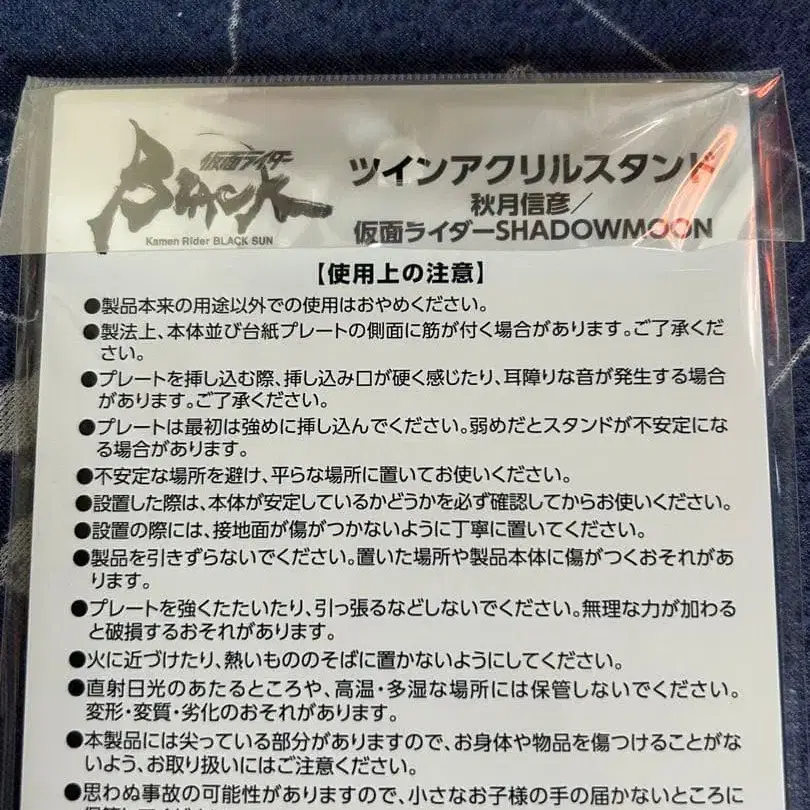 仮面ライダー
BLACK
Kamen Rider BLACK SUN
ツインアクリルスタンド
秋月信彦/
仮面ライダーSHADOWMOON
【使用上の注意】
●製品本来の用途以外での使用はおやめください。
●製法上、本体並び台紙プレートの側面に筋が付く場合があります。ご了承くだ
さい。
●プレートを挿し込む際、挿し込み口が硬く感じたり、耳障りな音が発生する場合
があります。ご了承ください。
●プレートは最初は強めに挿し込んでください。弱めだとスタンドが不安定にな
る場合があります。
●不安定な場所を避け、平らな場所に置いてお使いください。
●設置した際は、本体が安定しているかどうかを必ず確認してからお使いください。
●設置の際には、接地面が傷がつかないように丁寧に置いてください。
●製品を引きずらないでください。置いた場所や製品本体に傷がつくおそれがあ
ります。
●プレートを強くたたいたり、引っ張るなどしないでください。無理な力が加わる
と破損するおそれがあります。
●火に近づけたり、熱いもののそばに置かないようにしてください。
●直射日光のあたるところや、高温・多湿な場所には保管しないでください。
変形・変質・劣化のおそれがあります。
●本製品には尖っている部分がありますので、お身体や物品を傷つけることがな
いよう、お取り扱いにはご注意ください。
●思わぬ事故の可能性がありますので、小さなお子様の手の届かないところに